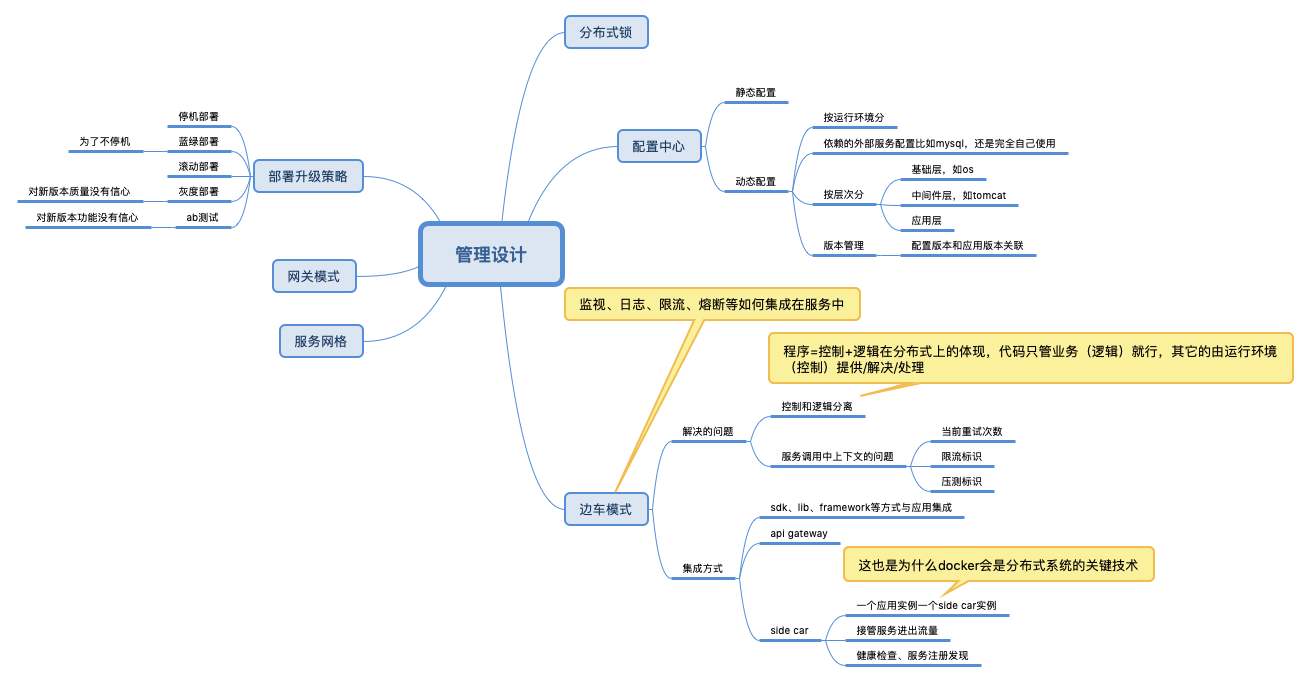 管理设计
分布式锁
配置中心
静态配置
动态配置
按运行环境分
依赖的外部服务配置比如mysql，还是完全自己使用
按层次分
基础层，如os
中间件层，如tomcat
应用层
版本管理
配置版本和应用版本关联
监视、日志、限流、熔断等如何集成在服务中
边车模式
解决的问题
程序=控制+逻辑在分布式上的体现，代码只管业务（逻辑）就行，其它的由运行环境
（控制）提供/解决/处理
控制和逻辑分离
服务调用中上下文的问题
当前重试次数
限流标识
压测标识
集成方式
sdk、lib、framework等方式与应用集成
api gateway
side car
这也是为什么docker会是分布式系统的关键技术
一个应用实例一个side car实例
接管服务进出流量
健康检查、服务注册发现
部署升级策略
停机部署
蓝绿部署
为了不停机
滚动部署
灰度部署
对新版本质量没有信心
ab测试
对新版本功能没有信心
网关模式
服务网格